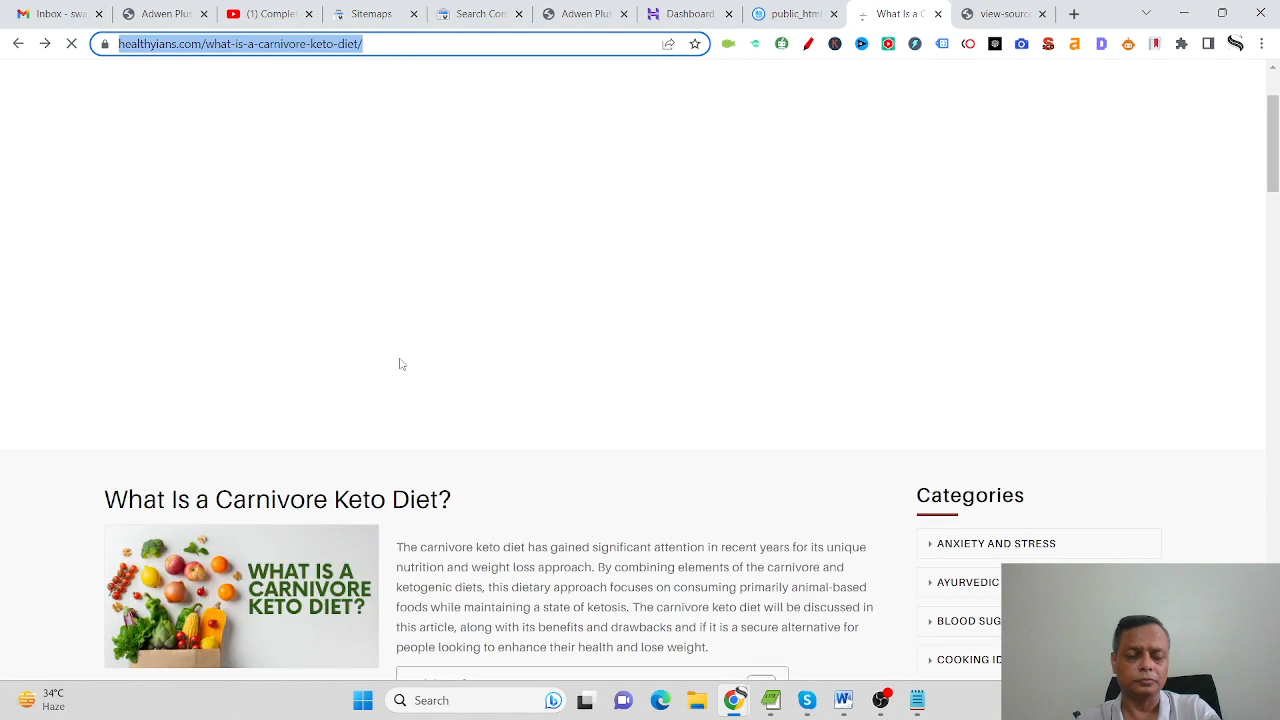 Inbox - swa
Adwen Plus
(1) Complet
Sitemaps
Search Con
Adwen Plus
Dashboard
public_html
What Is a C
view-source
healthyians.com/what-is-a-carnivore-keto-diet/
What Is a Carnivore Keto Diet?
WHAT IS A
CARNIVORE
KETO DIET?
The carnivore keto diet has gained significant attention in recent years for its unique
nutrition and weight loss approach. By combining elements of the carnivore and
ketogenic diets, this dietary approach focuses on consuming primarily animal-based
foods while maintaining a state of ketosis. The carnivore keto diet will be discussed in
this article, along with its benefits and drawbacks and if it is a secure alternative for
people looking to enhance their health and lose weight.
Categories
ANXIETY AND STRESS
AYURVEDIC
BLOOD SUG
COOKING ID
34°C
Haze
Search